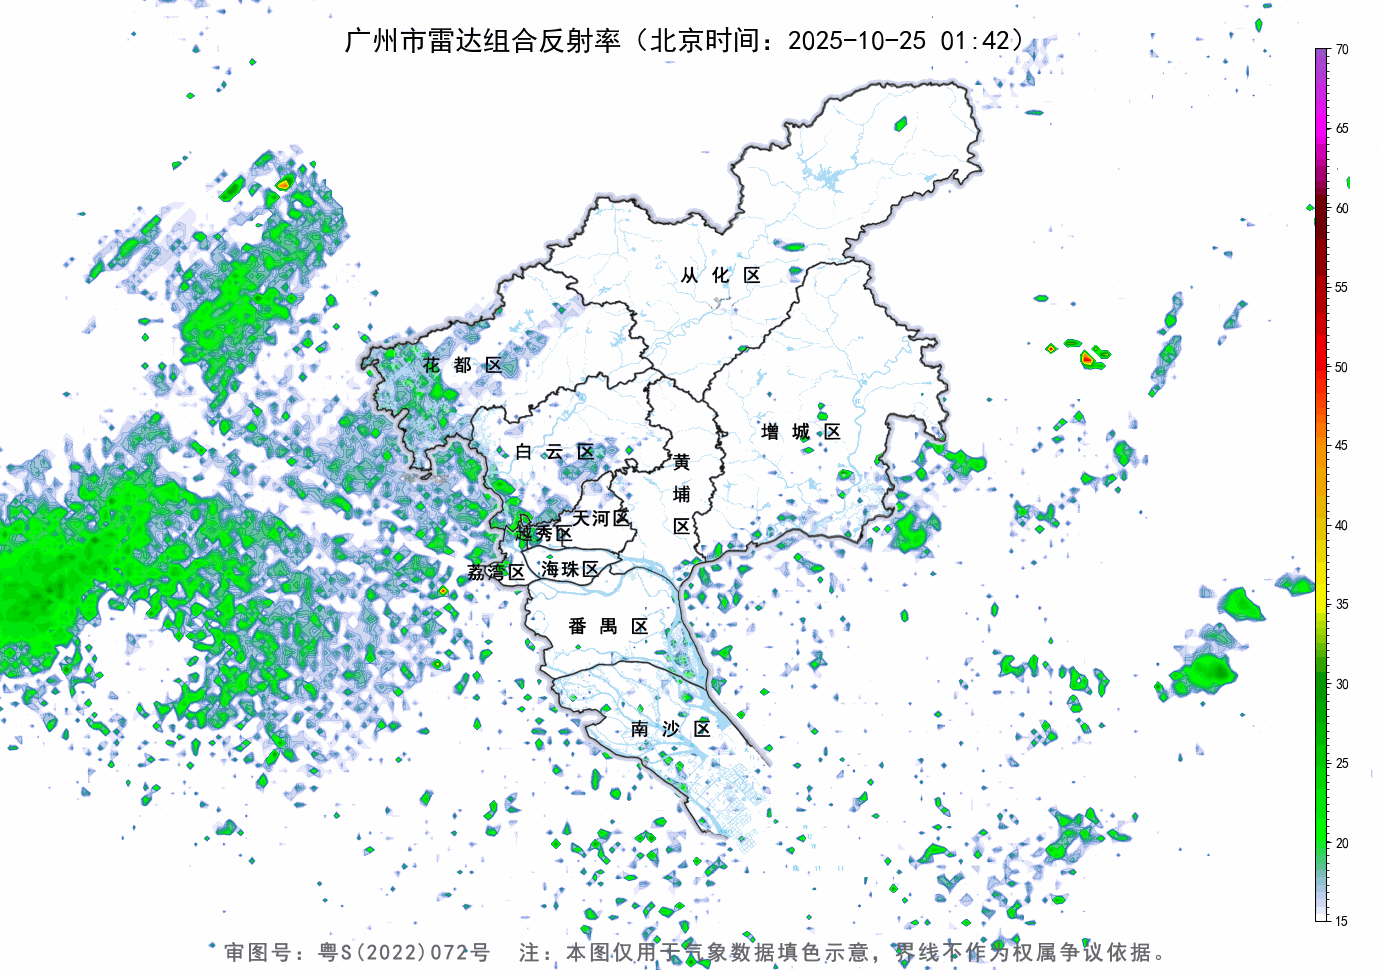 广州市雷达组合反射率（北京时间：2025-10-25 01:42）
70
65
60
55
50
45
40
35
30
25
20
15
从化区
花都区
增城区
白云区
黄埔区
天河区
越秀区
海珠区
荔湾区
番禺区
南沙区
审图号：粤S(2022)072号 注：本图仅用于气象数据填色示意，界线不作为权属争议依据。